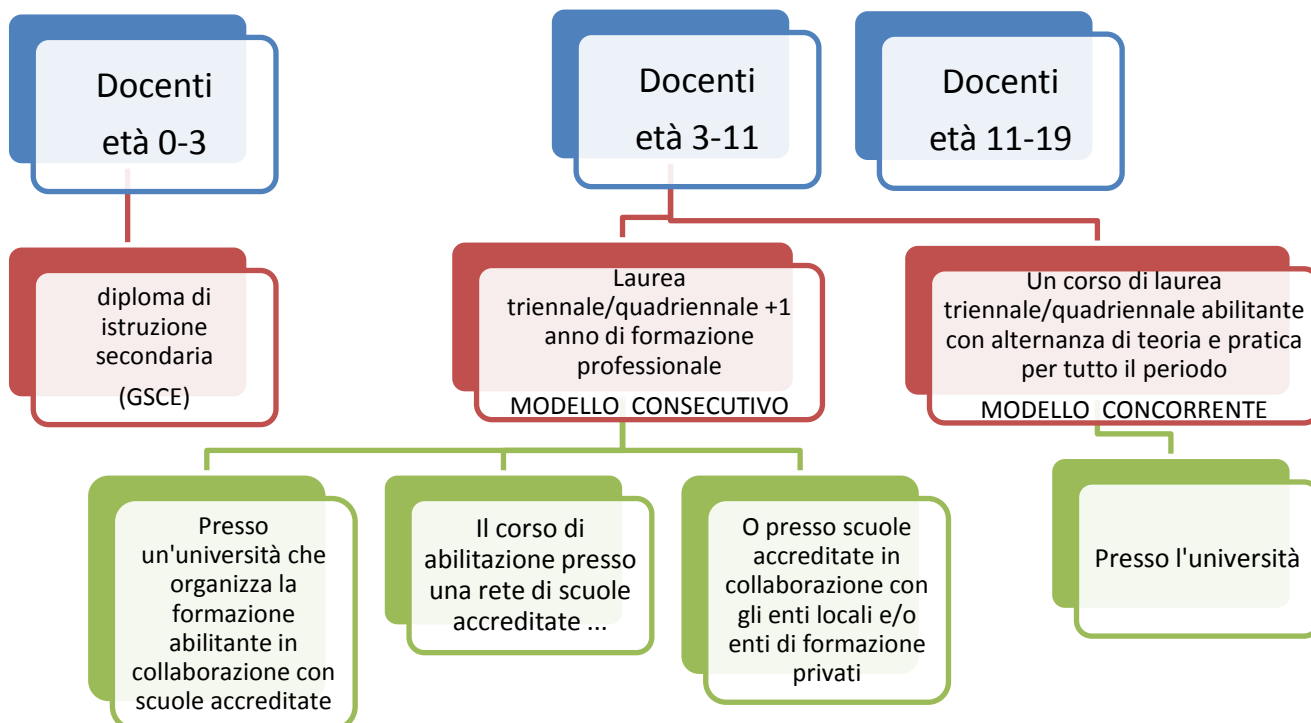 Docenti
età 0-3
Docenti
età 3-11
Docenti
età 11-19
diploma di
istruzione
secondaria
(GSCE)
Laurea
triennale/quadriennale +1
anno di formazione
professionale
MODELLO CONSECUTIVO
Un corso di laurea
triennale/quadriennale abilitante
con alternanza di teoria e pratica
per tutto il periodo
MODELLO CONCORRENTE
Presso
un'università che
organizza la
formazione
abilitante in
collaborazione con
scuole accreditate
Il corso di
abilitazione presso
una rete di scuole
accreditate ...
O presso scuole
accreditate in
collaborazione con
gli enti locali e/o
enti di formazione
privati
Presso l'università